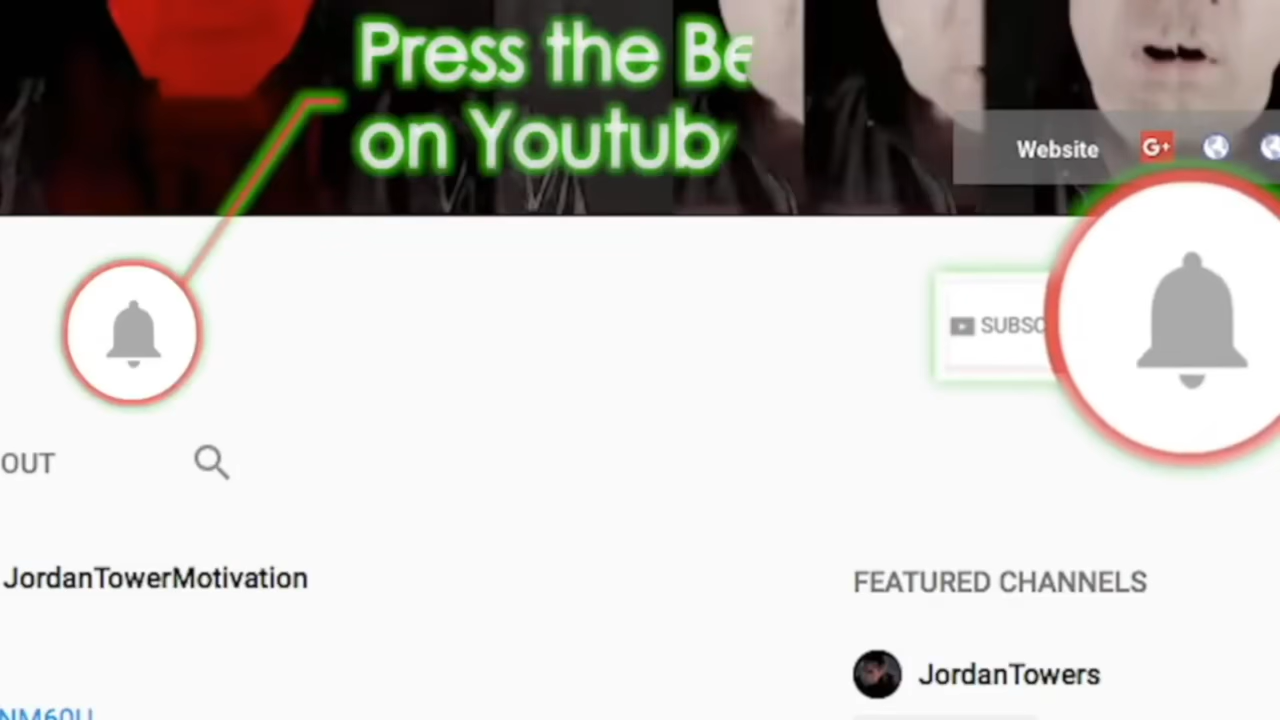 Press the Be
on Youtub
Website
G+
SUBSC
OUT
JordanTowerMotivation
FEATURED CHANNELS
JordanTowers